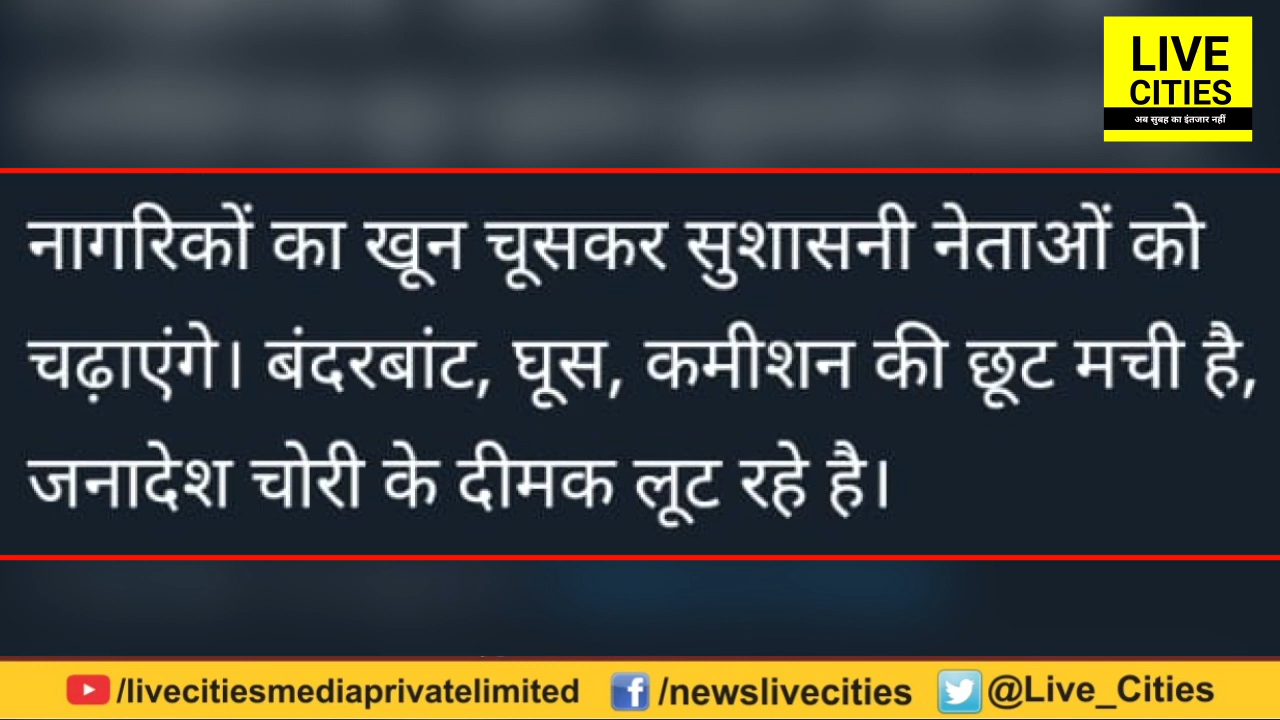 LIVE
CITIES
अब सुबह का इंतजार नहीं
नागरिकों का खून चूसकर सुशासनी नेताओं को
चढ़ाएंगे। बंदरबांट, घूस, कमीशन की छूट मची है,
जनादेश चोरी के दीमक लूट रहे है।
/livecitiesmediaprivatelimited f /newslivecities @Live_Cities